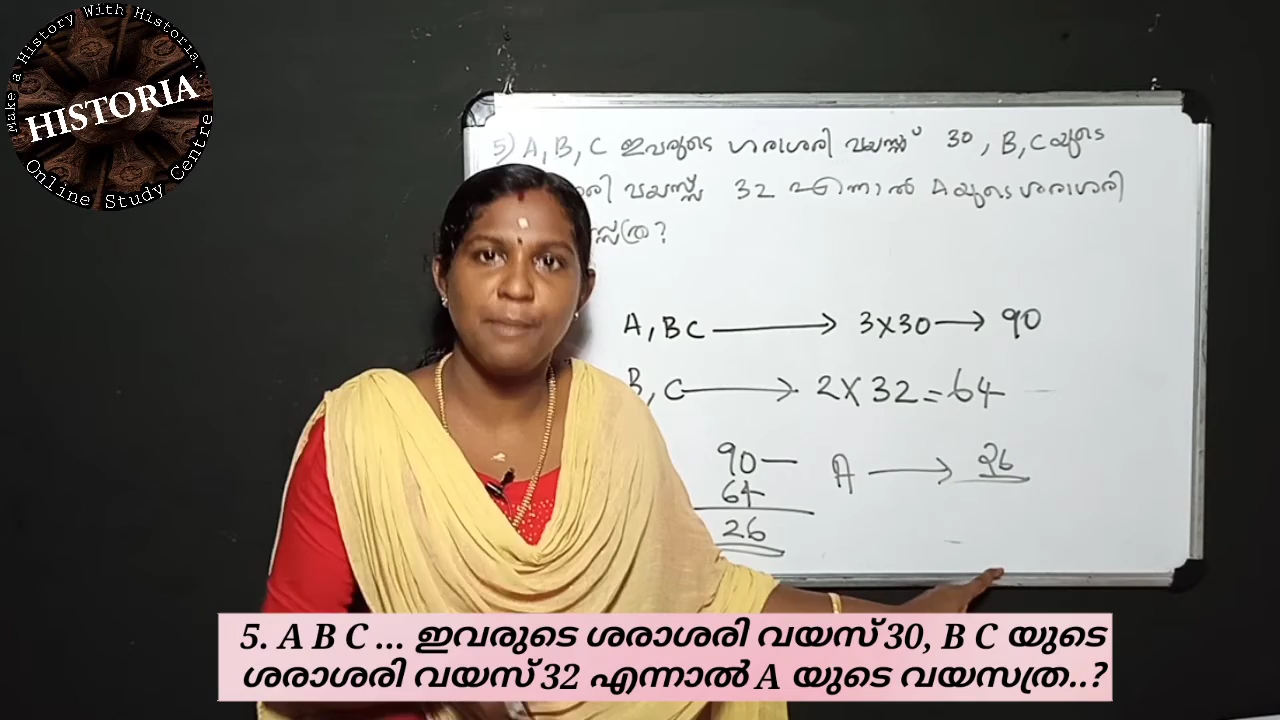 Make a History With Historia..
HISTORIA
Online Study Centre
5) A, B, C ഇവരുടെ ശരാശരി വയസ്സ് 30, B, C യുടെ
രി വയസ്സ് 32 എന്നാൽ A യുടെ ശരാശരി
സ്സെത്ര?
A, B C → 3X30 → 90
B, C → 2 X 32 = 64
90 — A → 26
64
26
5. A B C ... ഇവരുടെ ശരാശരി വയസ് 30, B C യുടെ
ശരാശരി വയസ് 32 എന്നാൽ A യുടെ വയസത്ര..?